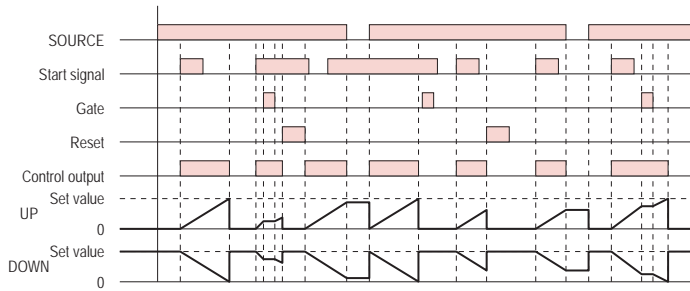 SOURCE
Start signal
Gate
Reset
Control output
Set value
UP
0
Set value
DOWN
0